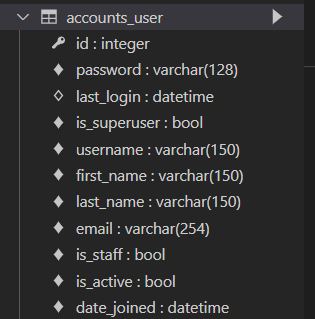 accounts_user
id : integer
password : varchar(128)
last_login : datetime
is_superuser : bool
username : varchar(150)
first_name : varchar(150)
last_name : varchar(150)
email : varchar(254)
is_staff : bool
is_active : bool
date_joined : datetime